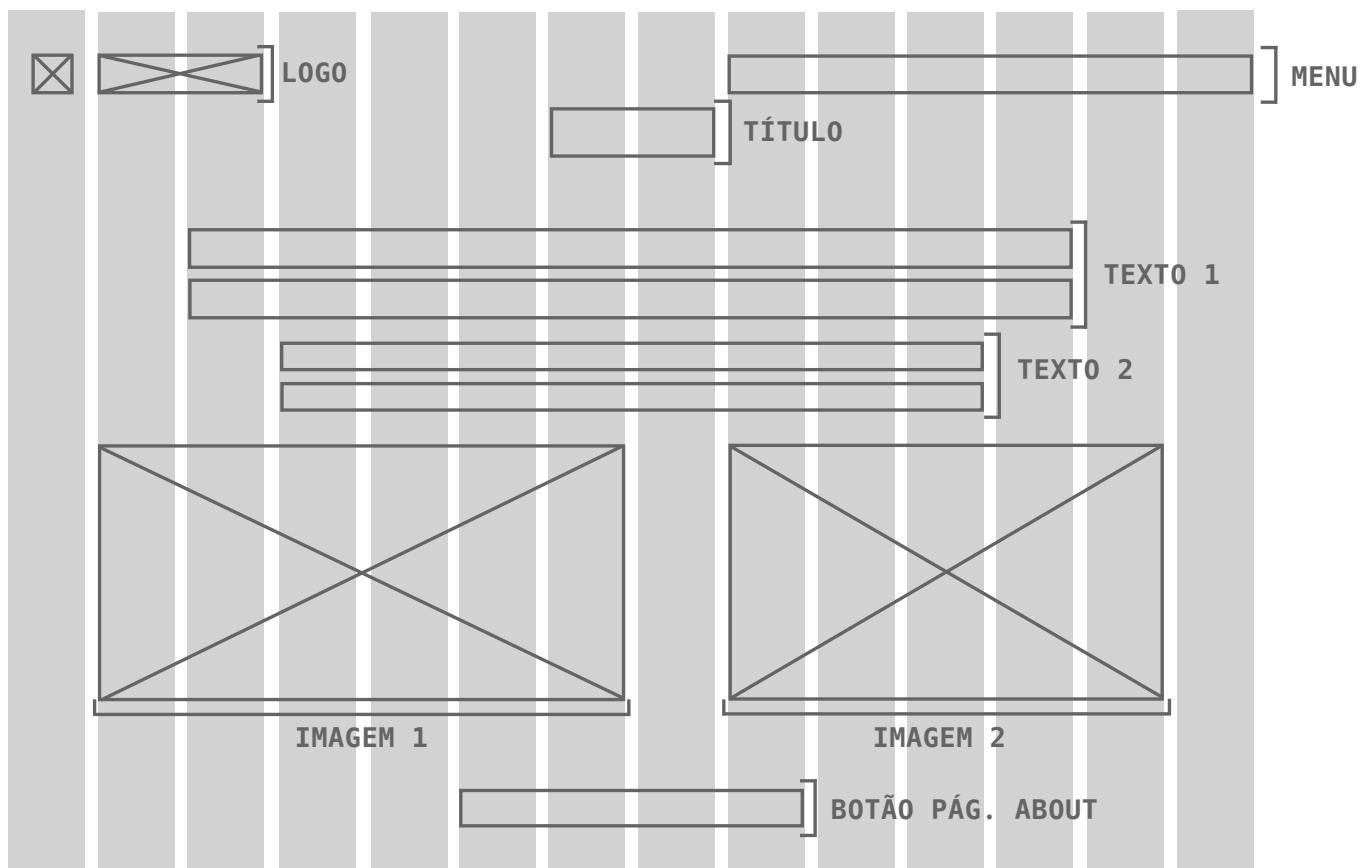 LOGO
MENU
TÍTULO
TEXTO 1
TEXTO 2
IMAGEM 1
IMAGEM 2
BOTÃO PÁG. ABOUT